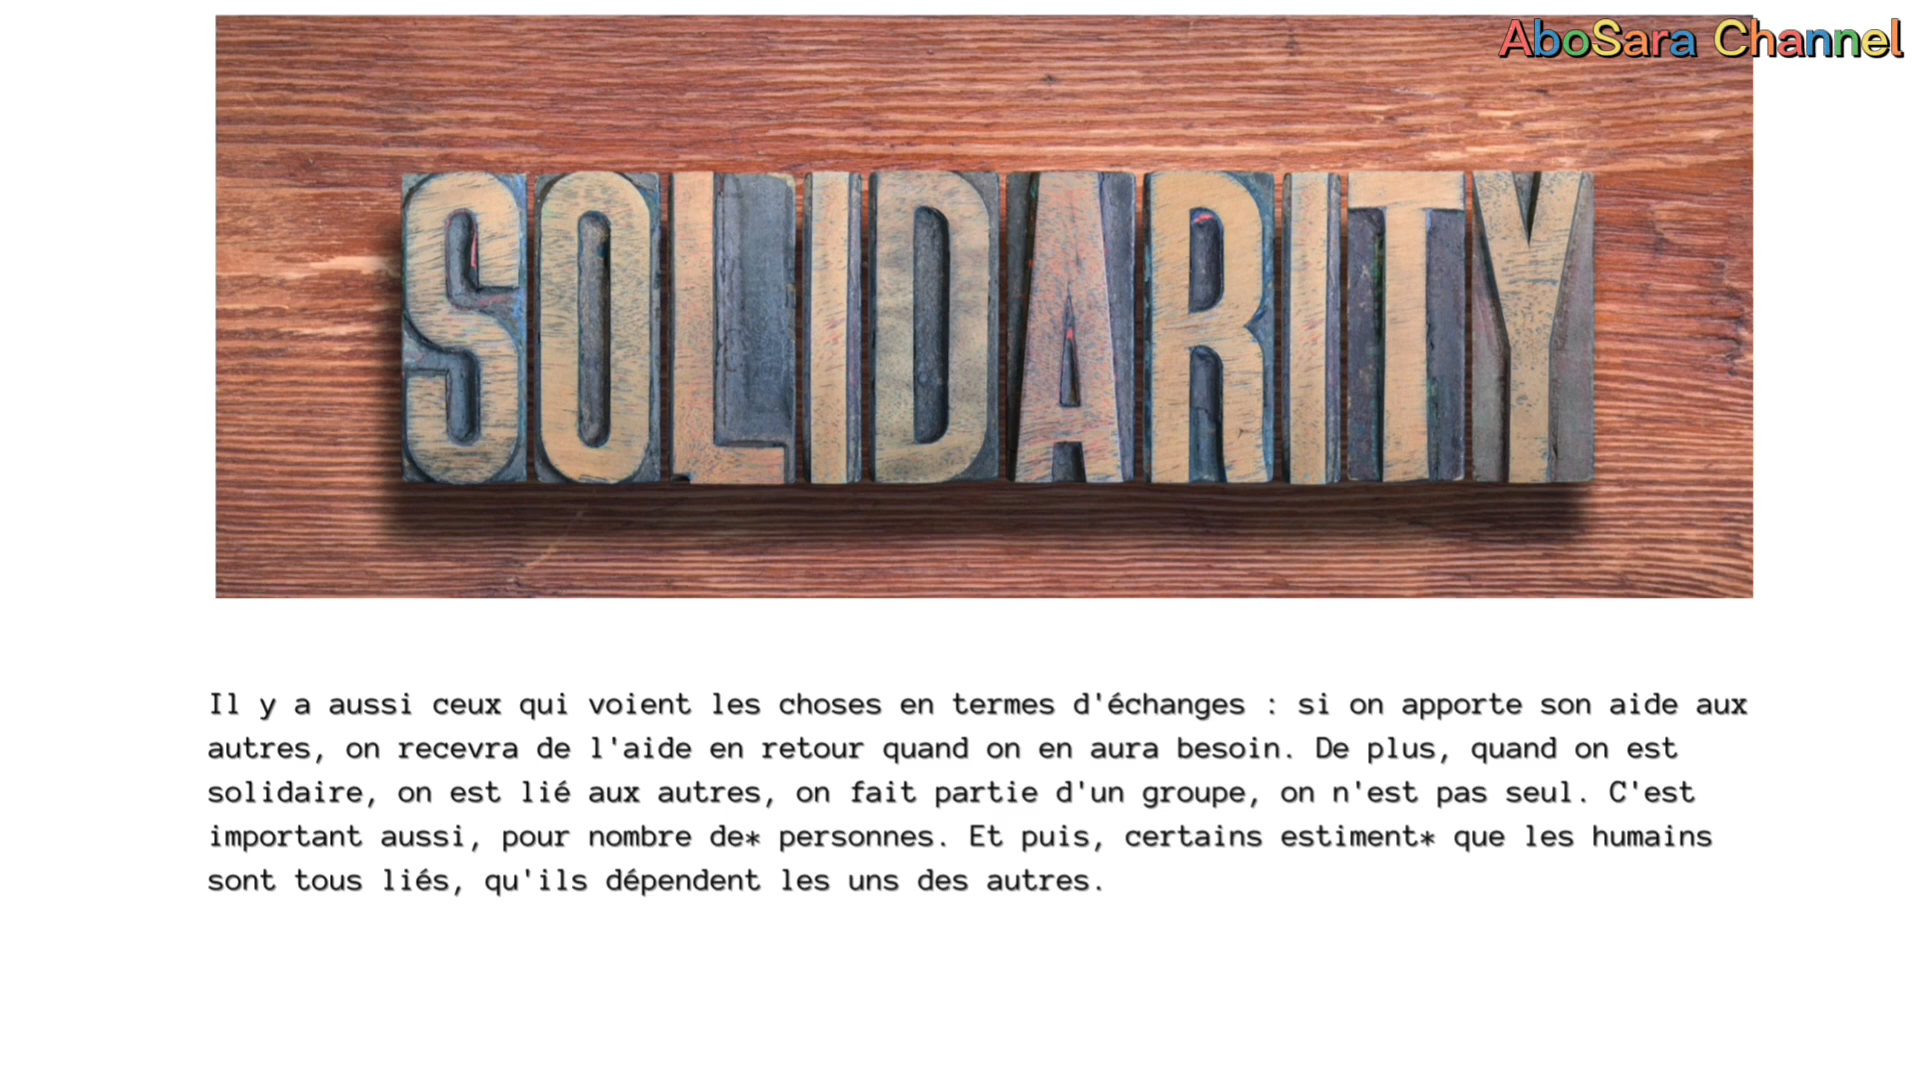 AboSara Channel
SOLIDARITY
Il y a aussi ceux qui voient les choses en termes d'échanges : si on apporte son aide aux
autres, on recevra de l'aide en retour quand on en aura besoin. De plus, quand on est
solidaire, on est lié aux autres, on fait partie d'un groupe, on n'est pas seul. C'est
important aussi, pour nombre de* personnes. Et puis, certains estiment* que les humains
sont tous liés, qu'ils dépendent les uns des autres.